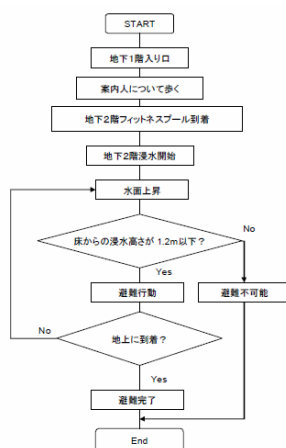 START
地下1階入り口
案内人について歩く
地下2階フィットネスプール到着
地下2階浸水開始
水面上昇
床からの浸水高さが 1.2m以下？
No
Yes
避難行動
避難不可能
No
地上に到着？
Yes
避難完了
End